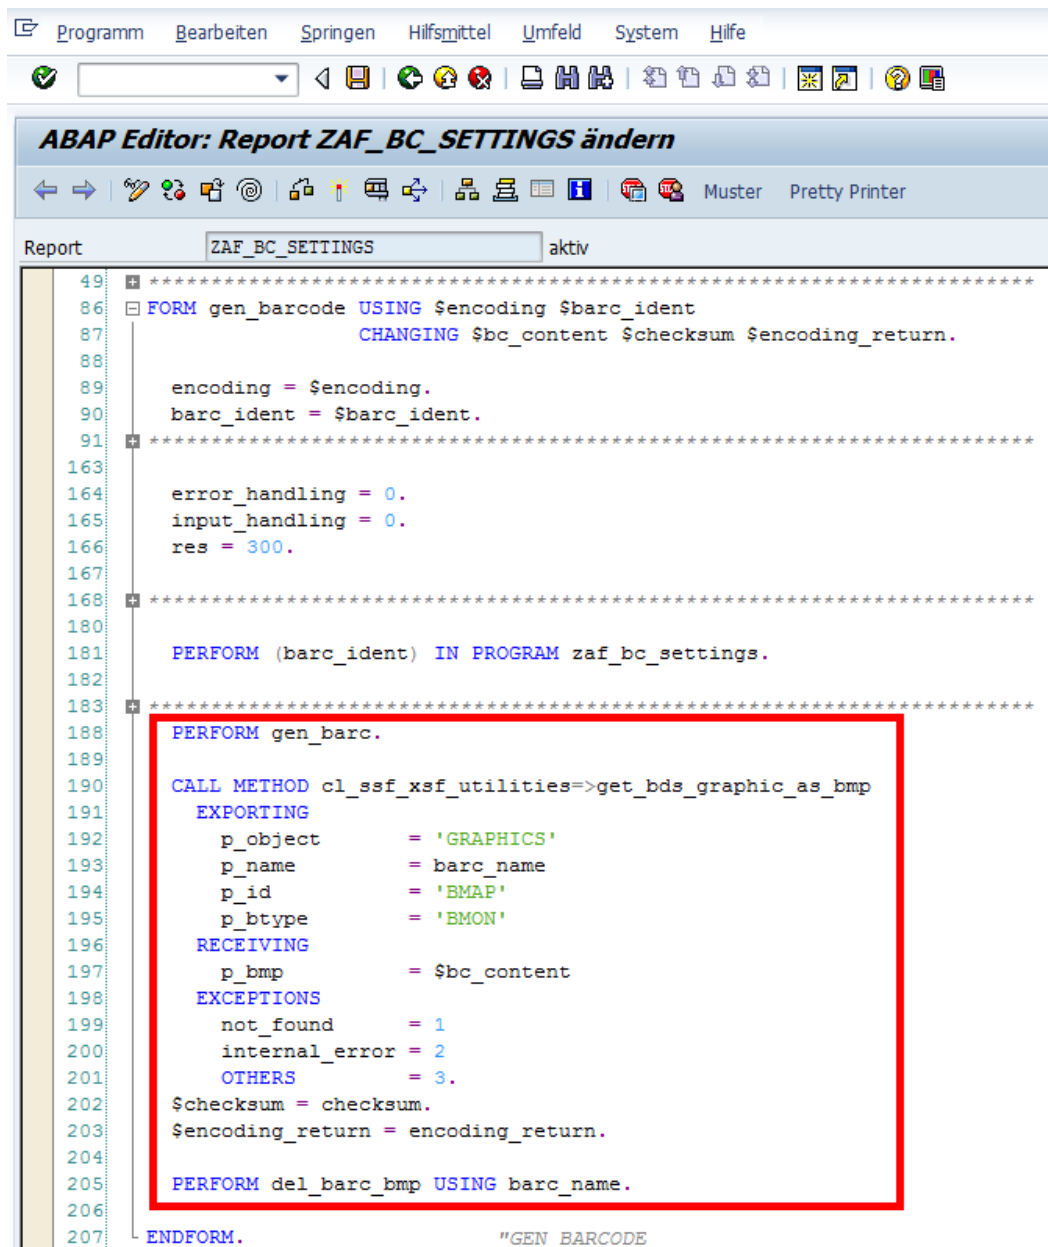 Programm Bearbeiten Springen Hilfsmittel Umfeld System Hilfe
ABAP Editor: Report ZAF_BC_SETTINGS ändern
Muster Pretty Printer
Report ZAF_BC_SETTINGS aktiv
49 ***********************************************************************
86 FORM gen_barcode USING $encoding $barc_ident
87 CHANGING $bc_content $checksum $encoding_return.
88
89 encoding = $encoding.
90 barc_ident = $barc_ident.
91 ***********************************************************************
163
164 error_handling = 0.
165 input_handling = 0.
166 res = 300.
167
168 ***********************************************************************
180
181 PERFORM (barc_ident) IN PROGRAM zaf_bc_settings.
182
183 ***********************************************************************
188 PERFORM gen_barc.
189
190 CALL METHOD cl_ssf_xsf_utilities=>get_bds_graphic_as_bmp
191 EXPORTING
192 p_object = 'GRAPHICS'
193 p_name = barc_name
194 p_id = 'BMAP'
195 p_btype = 'BMON'
196 RECEIVING
197 p_bmp = $bc_content
198 EXCEPTIONS
199 not_found = 1
200 internal_error = 2
201 OTHERS = 3.
202 $checksum = checksum.
203 $encoding_return = encoding_return.
204
205 PERFORM del_barc_bmp USING barc_name.
206
207 ENDFORM. "GEN BARCODE